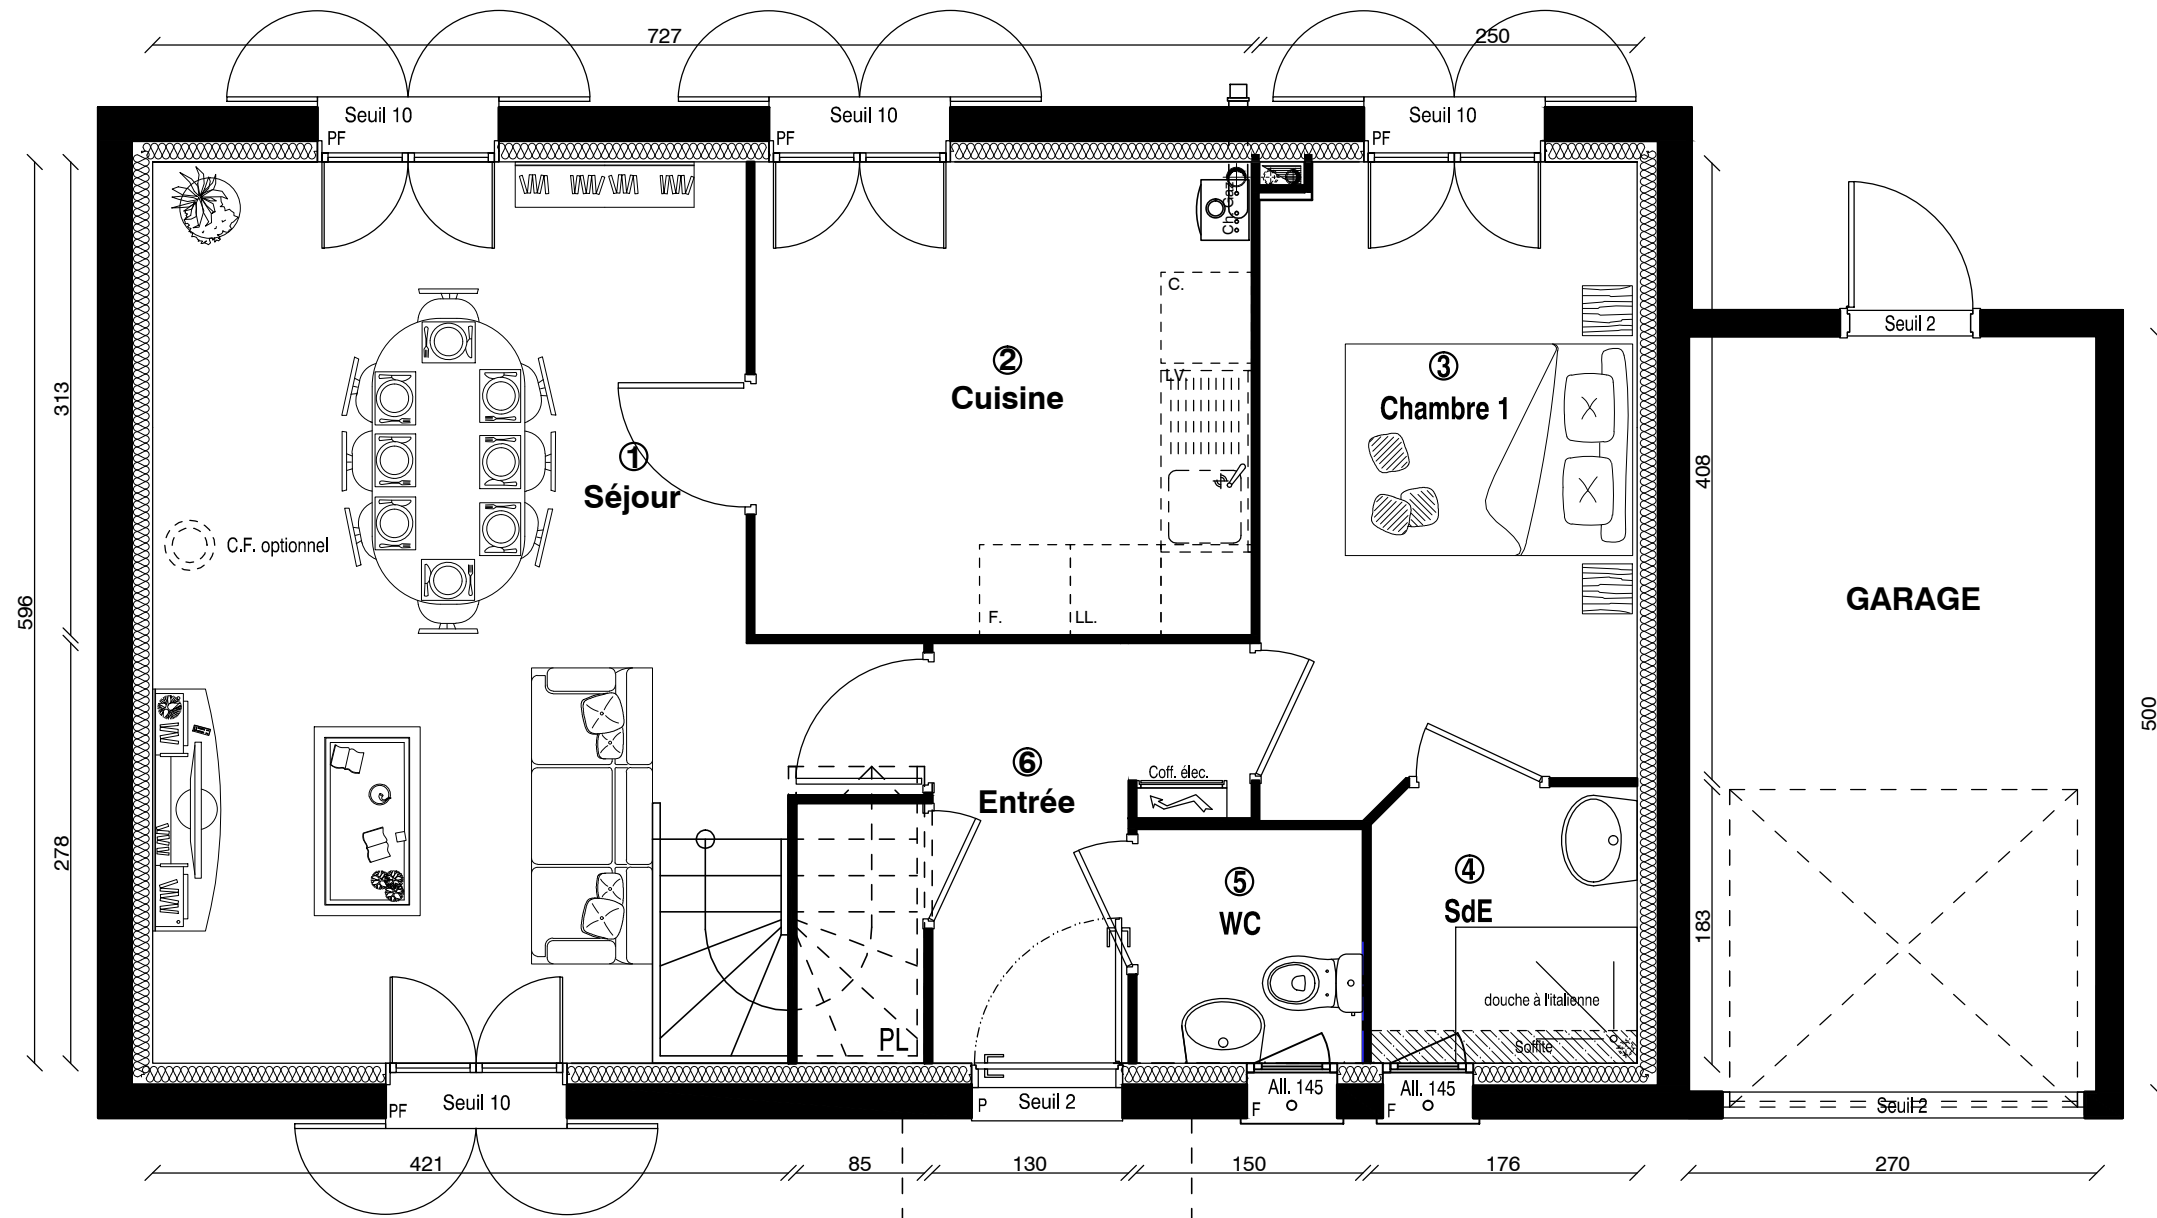 727
250
Seuil 10
PF
Seuil 10
PF
Seuil 10
PF
Ch. Gaz
C.
LV.
Seuil 2
②
Cuisine
③
Chambre 1
①
Séjour
313
408
C.F. optionnel
596
GARAGE
F.
LL.
500
⑥
Entrée
Coff. élec.
278
⑤
WC
④
SdE
183
douche à l'italienne
PL
Soffite
PF
Seuil 10
P
Seuil 2
All. 145
F
All. 145
F
Seuil 2
421
85
130
150
176
270